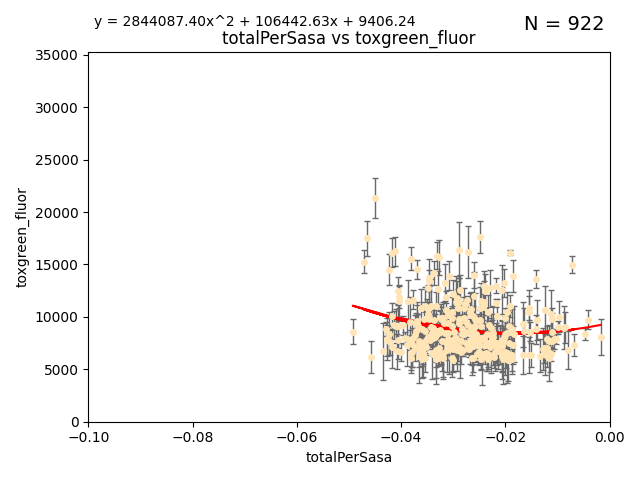 y = 2844087.40x^2 + 106442.63x + 9406.24
N = 922
totalPerSasa vs toxgreen_fluor
35000
30000
25000
20000
15000
10000
5000
0
toxgreen_fluor
−0.10
−0.08
−0.06
−0.04
−0.02
0.00
totalPerSasa